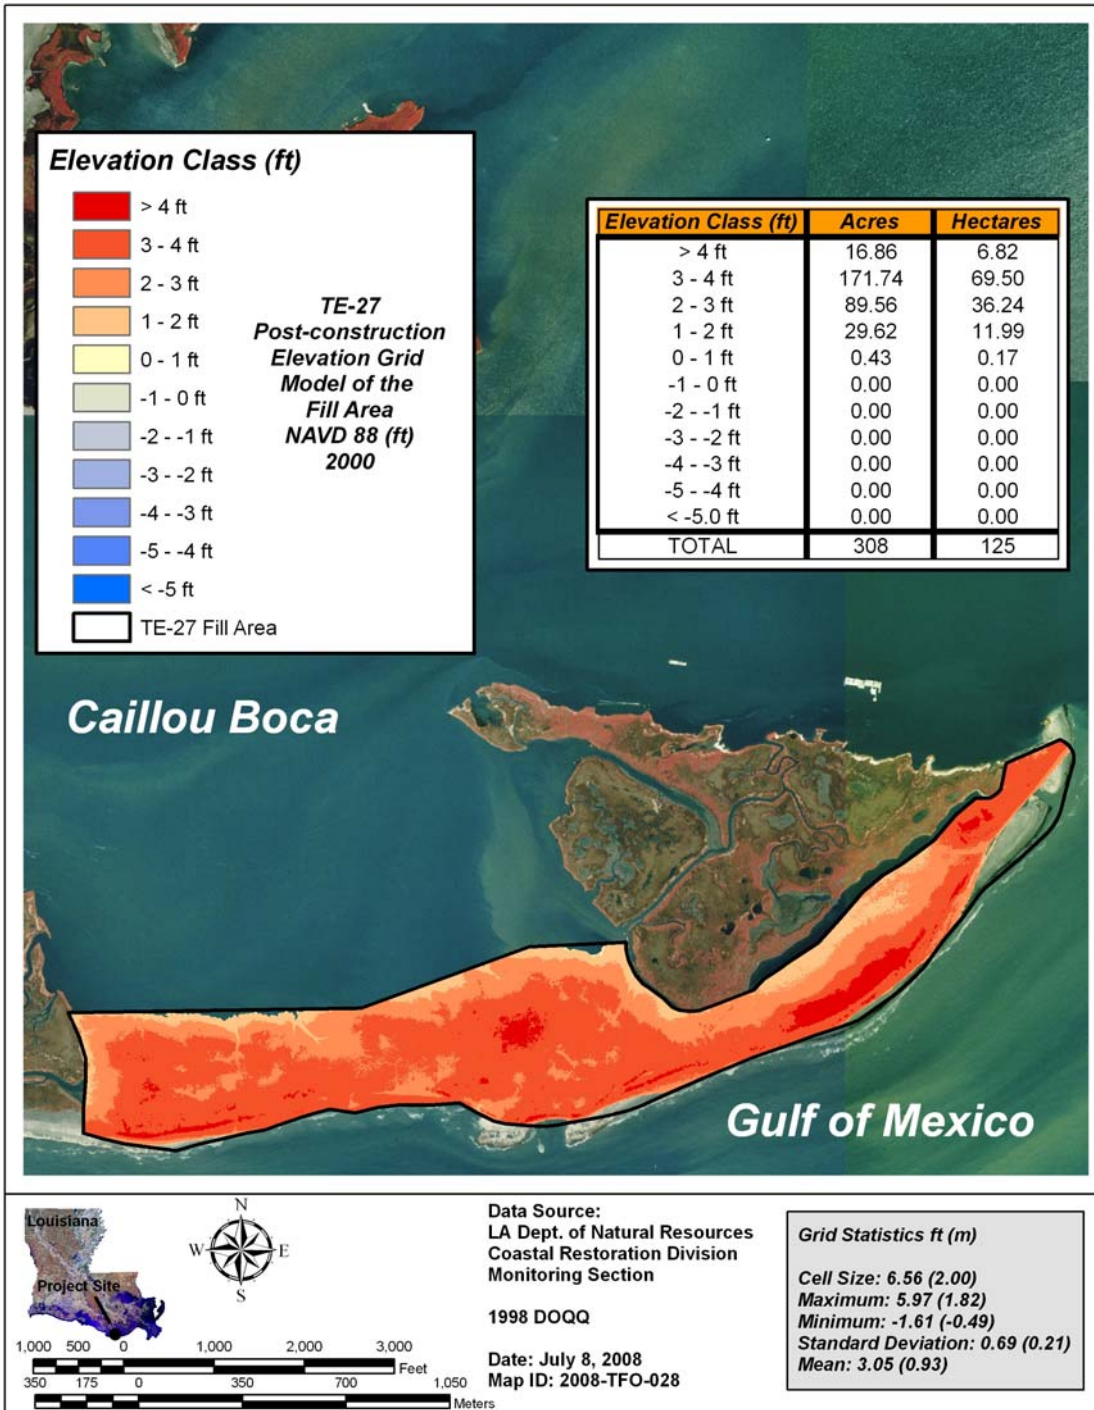 Elevation Class (ft)
> 4 ft
3 - 4 ft
2 - 3 ft
1 - 2 ft
0 - 1 ft
-1 - 0 ft
-2 - -1 ft
-3 - -2 ft
-4 - -3 ft
-5 - -4 ft
< -5 ft
TE-27 Fill Area
TE-27
Post-construction
Elevation Grid
Model of the
Fill Area
NAVD 88 (ft)
2000
Elevation Class (ft) Acres Hectares
> 4 ft 16.86 6.82
3 - 4 ft 171.74 69.50
2 - 3 ft 89.56 36.24
1 - 2 ft 29.62 11.99
0 - 1 ft 0.43 0.17
-1 - 0 ft 0.00 0.00
-2 - -1 ft 0.00 0.00
-3 - -2 ft 0.00 0.00
-4 - -3 ft 0.00 0.00
-5 - -4 ft 0.00 0.00
< -5.0 ft 0.00 0.00
TOTAL 308 125
Caillou Boca
Gulf of Mexico
Louisiana
Project Site
N
W E
S
1,000 500 0 1,000 2,000 3,000
Feet
350 175 0 350 700 1,050
Meters
Data Source:
LA Dept. of Natural Resources
Coastal Restoration Division
Monitoring Section
1998 DOQQ
Date: July 8, 2008
Map ID: 2008-TFO-028
Grid Statistics ft (m)
Cell Size: 6.56 (2.00)
Maximum: 5.97 (1.82)
Minimum: -1.61 (-0.49)
Standard Deviation: 0.69 (0.21)
Mean: 3.05 (0.93)